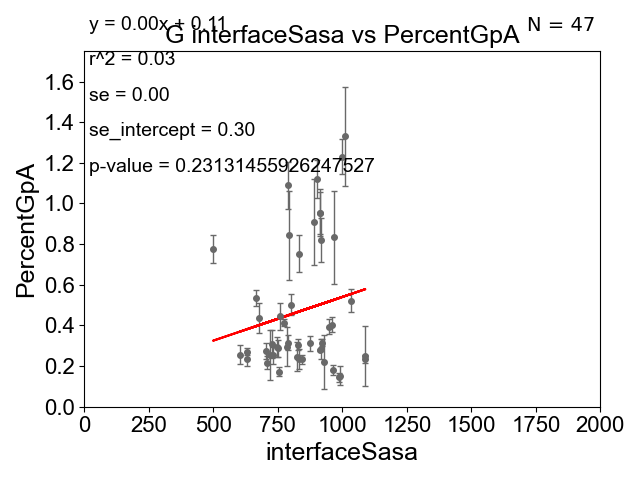 y = 0.00x + 0.11
N = 47
G interfaceSasa vs PercentGpA
r^2 = 0.03
se = 0.00
se_intercept = 0.30
p-value = 0.23131455926247527
PercentGpA
1.6
1.4
1.2
1.0
0.8
0.6
0.4
0.2
0.0
0 250 500 750 1000 1250 1500 1750 2000
interfaceSasa